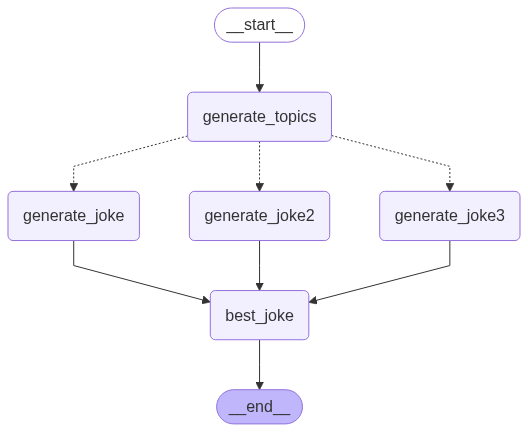 __start__
generate_topics
generate_joke
generate_joke2
generate_joke3
best_joke
__end__